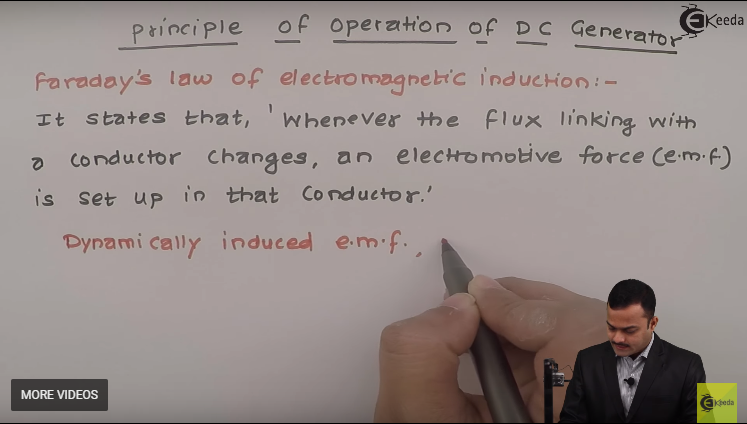 Principle of Operation of DC Generator
Ekeeda
Faraday's law of electromagnetic induction:-
It states that, 'Whenever the flux linking with
a conductor changes, an electromotive force (e.m.f.)
is set up in that conductor.'
Dynamically induced e.m.f.,
MORE VIDEOS
Ekeeda